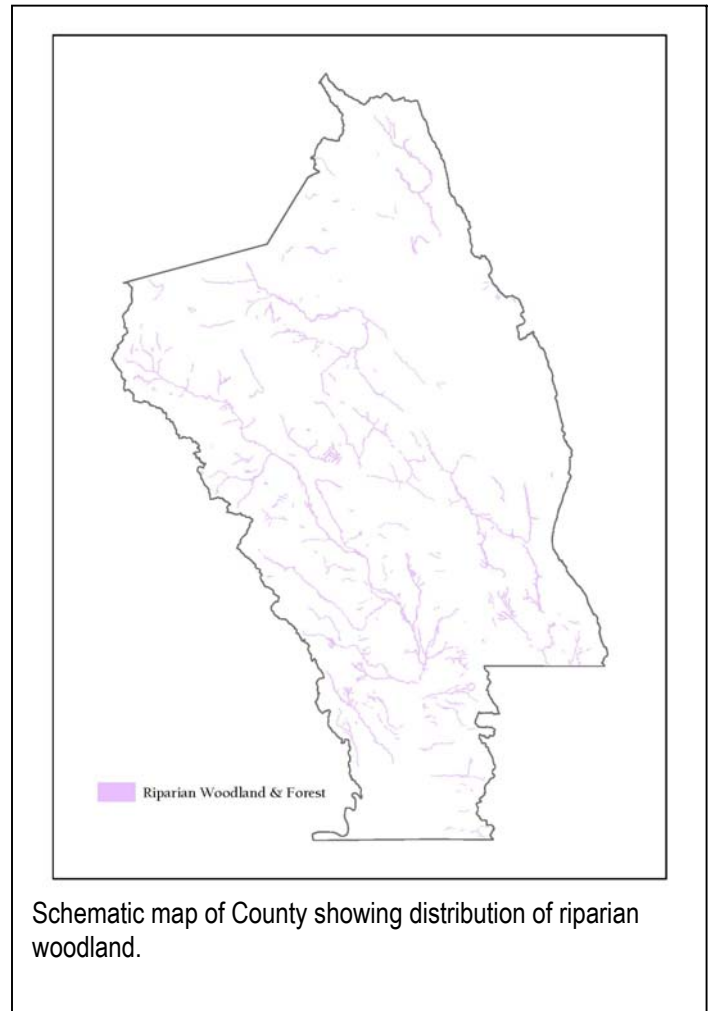 Riparian Woodland & Forest
Schematic map of County showing distribution of riparian
woodland.